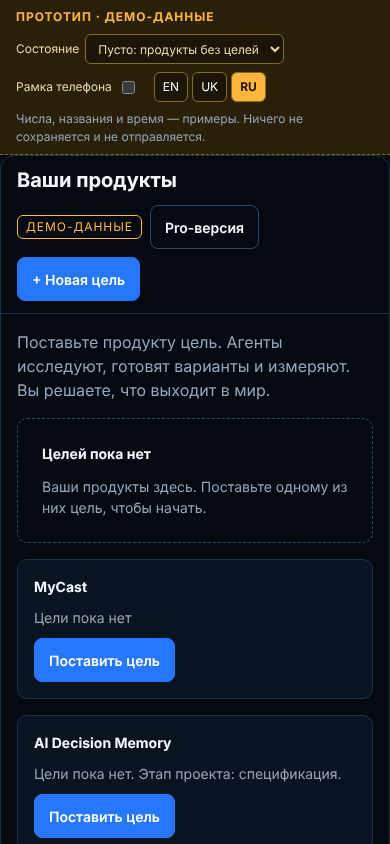 ПРОТОТИП · ДЕМО-ДАННЫЕ
Состояние Пусто: продукты без целей
Рамка телефона EN UK RU
Числа, названия и время — примеры. Ничего не
сохраняется и не отправляется.
Ваши продукты
ДЕМО-ДАННЫЕ Pro-версия
+ Новая цель
Поставьте продукту цель. Агенты
исследуют, готовят варианты и измеряют.
Вы решаете, что выходит в мир.
Целей пока нет
Ваши продукты здесь. Поставьте одному из
них цель, чтобы начать.
MyCast
Цели пока нет
Поставить цель
AI Decision Memory
Цели пока нет. Этап проекта: спецификация.
Поставить цель